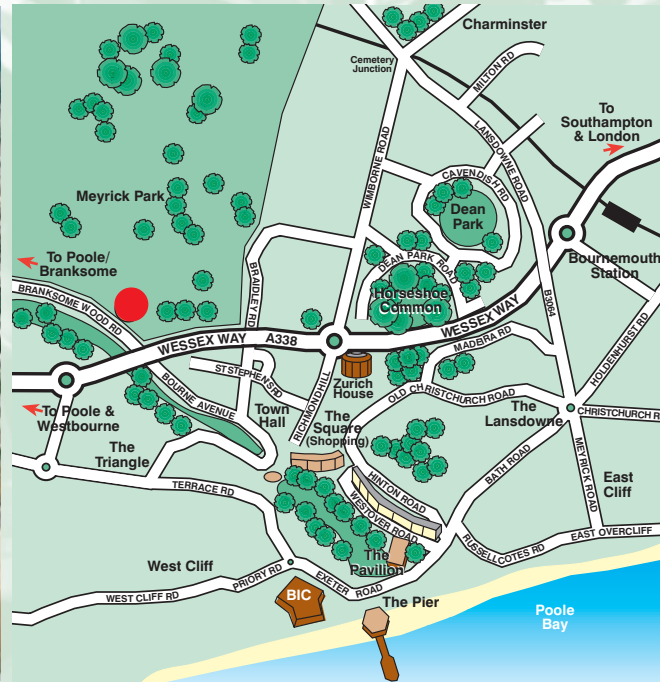 Charminster
Cemetery
Junction
MILTON RD
To
Southampton
& London
LANSDOWNE ROAD
WIMBORNE ROAD
CAVENDISH RD
Meyrick Park
Dean
Park
To Poole/
Branksome
BRADLEY RD
DEAN PARK ROAD
Bournemouth
Station
BRANKSOME WOOD RD
Horseshoe
Common
B3064
WESSEX WAY
WESSEX WAY A338
MADBRA RD
HOLDENHURST RD
ST STEPHENS RD
Zurich
House
OLD CHRISTCHURCH ROAD
BOURNE AVENUE
RICHMOND HILL
To Poole &
Westbourne
Town
Hall
The
Square
(Shopping)
The
Lansdowne
CHRISTCHURCH R
The
Triangle
BATH ROAD
MEYRICK ROAD
TERRACE RD
HINTON ROAD
WESTOVER ROAD
East
Cliff
EAST OVERCLIFF
RUSSELLCOTES RD
The
Pavilion
West Cliff
PRIORY RD
EXETER ROAD
WEST CLIFF RD
BIC
The Pier
Poole
Bay